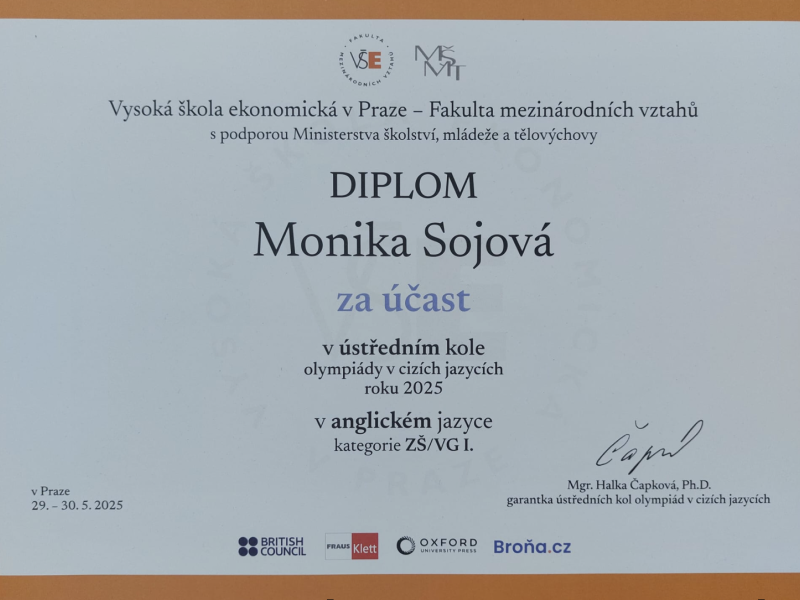 FAKULTA MEZINÁRODNÍCH VZTAHŮ
VŠE
MŠMT
Vysoká škola ekonomická v Praze – Fakulta mezinárodních vztahů
s podporou Ministerstva školství, mládeže a tělovýchovy
DIPLOM
Monika Sojová
za účast
v ústředním kole
olympiády v cizích jazycích
roku 2025
v anglickém jazyce
kategorie ZŠ/VG I.
Mgr. Halka Čapková, Ph.D.
garantka ústředních kol olympiád v cizích jazycích
v Praze
29. – 30. 5. 2025
BRITISH COUNCIL
FRAUS Klett
OXFORD UNIVERSITY PRESS
Broňa.cz